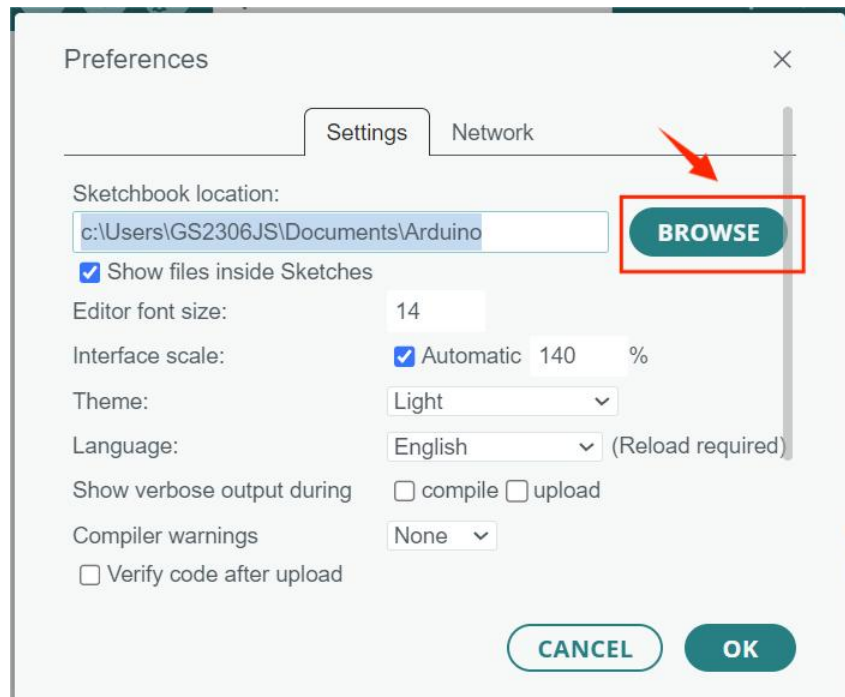 Preferences
Settings Network
Sketchbook location:
c:\Users\GS2306JS\Documents\Arduino BROWSE
Show files inside Sketches
Editor font size: 14
Interface scale: Automatic 140 %
Theme: Light
Language: English (Reload required)
Show verbose output during compile upload
Compiler warnings None
Verify code after upload
CANCEL OK